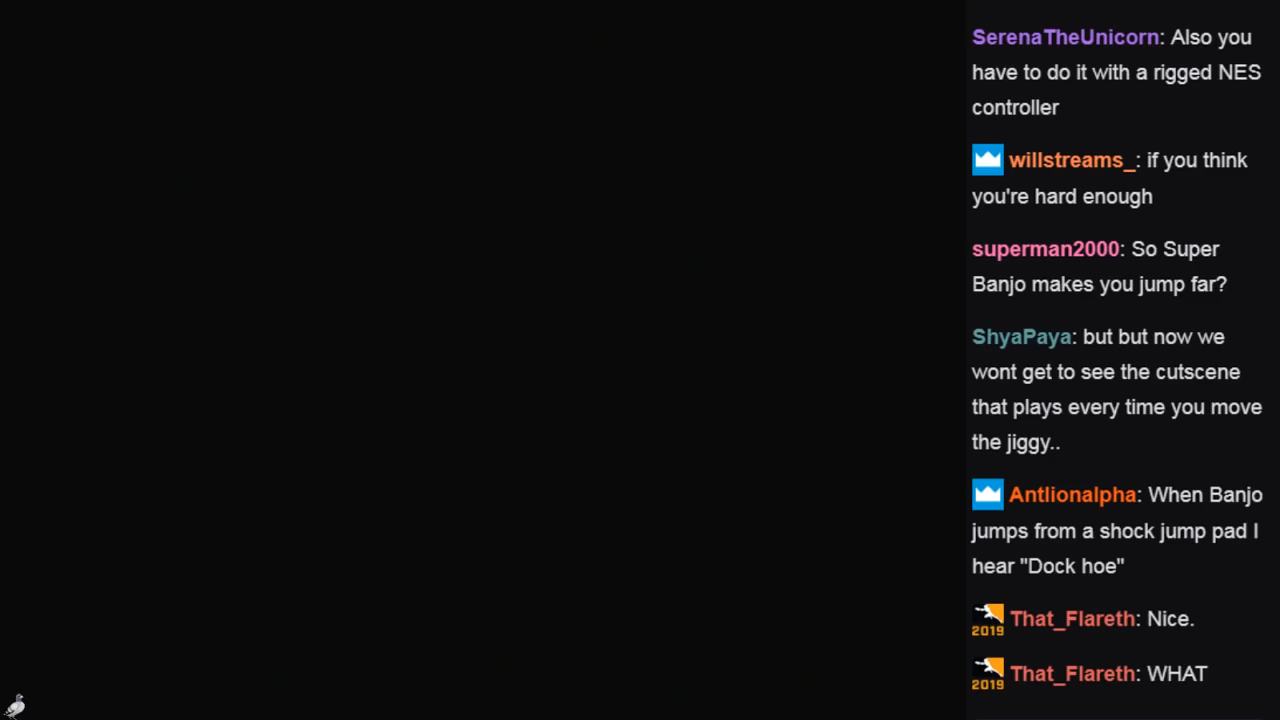 SerenaTheUnicorn: Also you
have to do it with a rigged NES
controller
willstreams_: if you think
you're hard enough
superman2000: So Super
Banjo makes you jump far?
ShyaPaya: but but now we
wont get to see the cutscene
that plays every time you move
the jiggy..
Antlionalpha: When Banjo
jumps from a shock jump pad I
hear "Dock hoe"
2019 That_Flareth: Nice.
2019 That_Flareth: WHAT